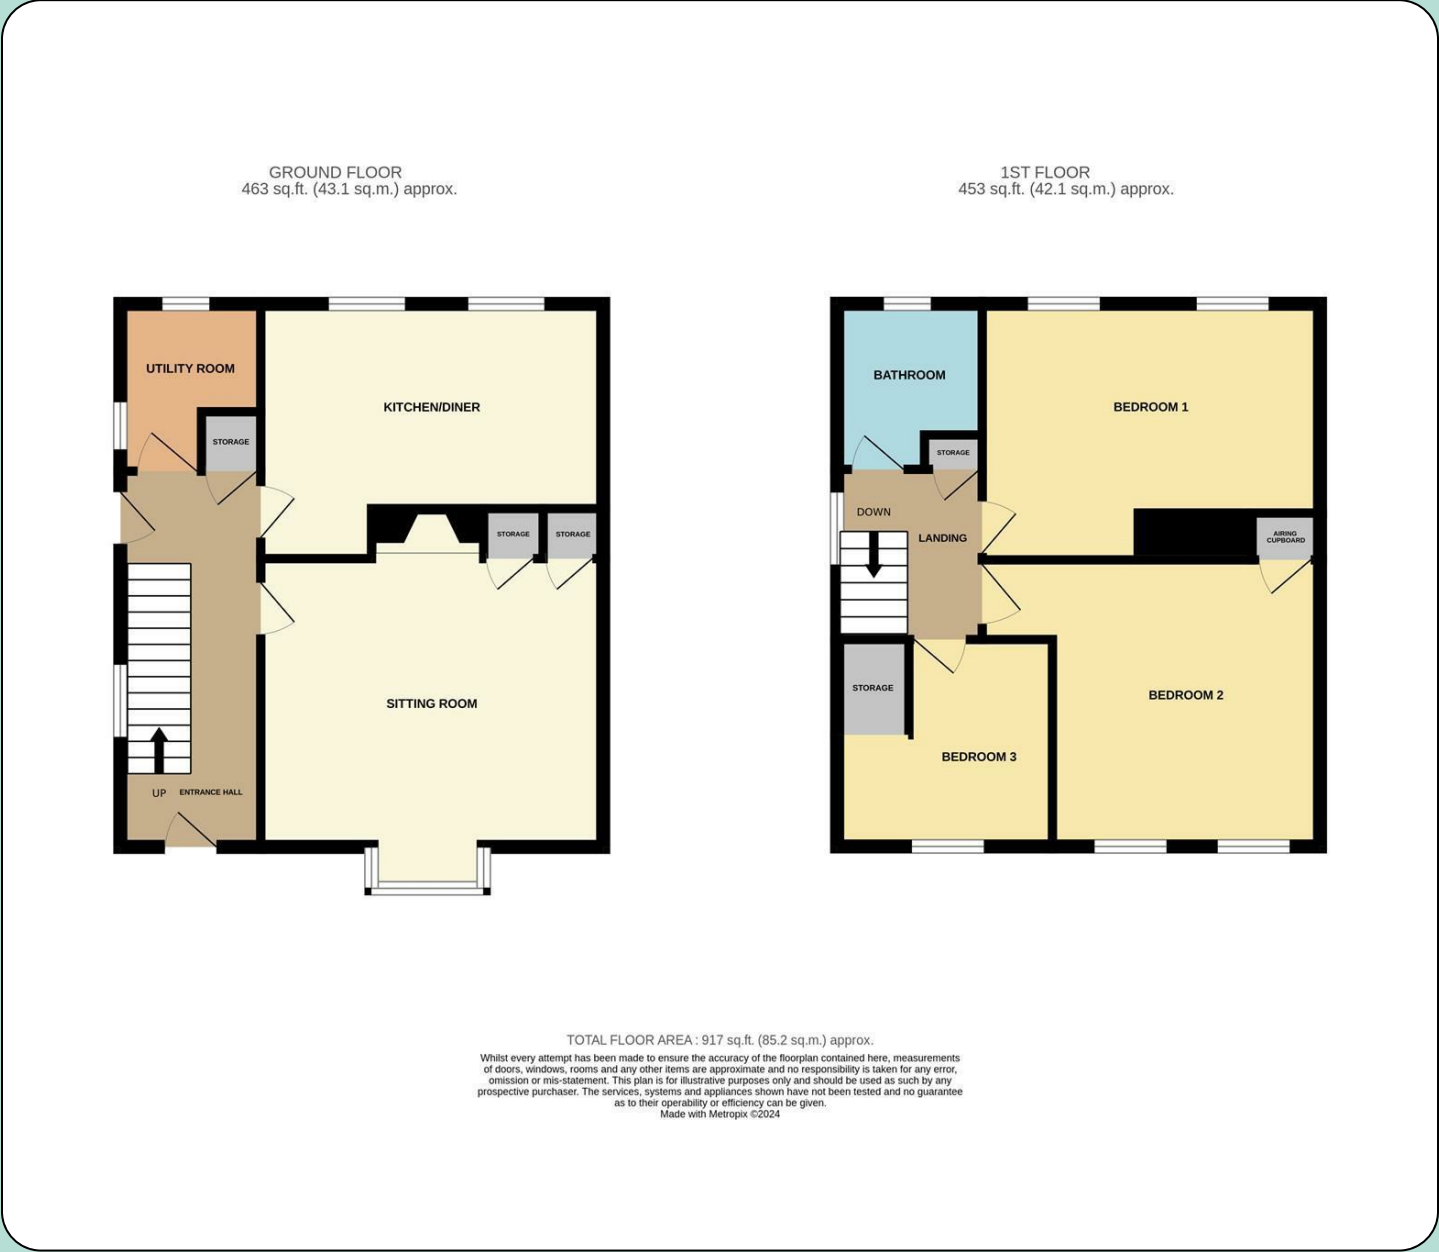 GROUND FLOOR
463 sq.ft. (43.1 sq.m.) approx.
1ST FLOOR
453 sq.ft. (42.1 sq.m.) approx.
UTILITY ROOM
STORAGE
KITCHEN/DINER
STORAGE
STORAGE
SITTING ROOM
UP
ENTRANCE HALL
BATHROOM
STORAGE
BEDROOM 1
DOWN
LANDING
AIRING
CUPBOARD
STORAGE
BEDROOM 2
BEDROOM 3
TOTAL FLOOR AREA : 917 sq.ft. (85.2 sq.m.) approx.
Whilst every attempt has been made to ensure the accuracy of the floorplan contained here, measurements
of doors, windows, rooms and any other items are approximate and no responsibility is taken for any error,
omission or mis-statement. This plan is for illustrative purposes only and should be used as such by any
prospective purchaser. The services, systems and appliances shown have not been tested and no guarantee
as to their operability or efficiency can be given.
Made with Metropix ©2024